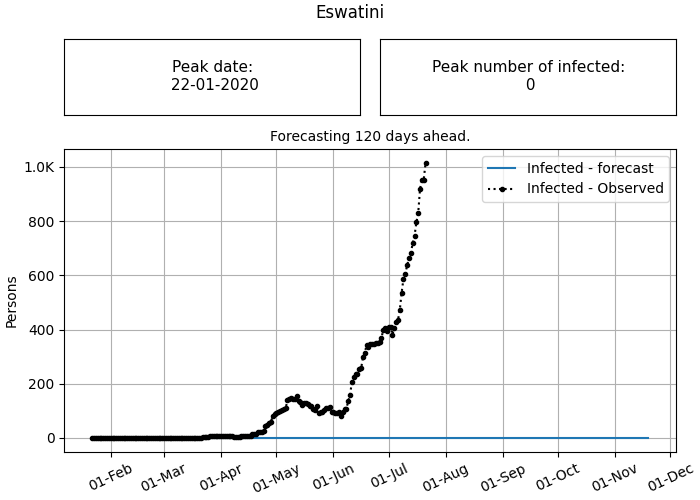 Eswatini
Peak date:
22-01-2020
Peak number of infected:
0
Forecasting 120 days ahead.
Infected - forecast
Infected - Observed
Persons
1.0K
800
600
400
200
0
01-Feb
01-Mar
01-Apr
01-May
01-Jun
01-Jul
01-Aug
01-Sep
01-Oct
01-Nov
01-Dec